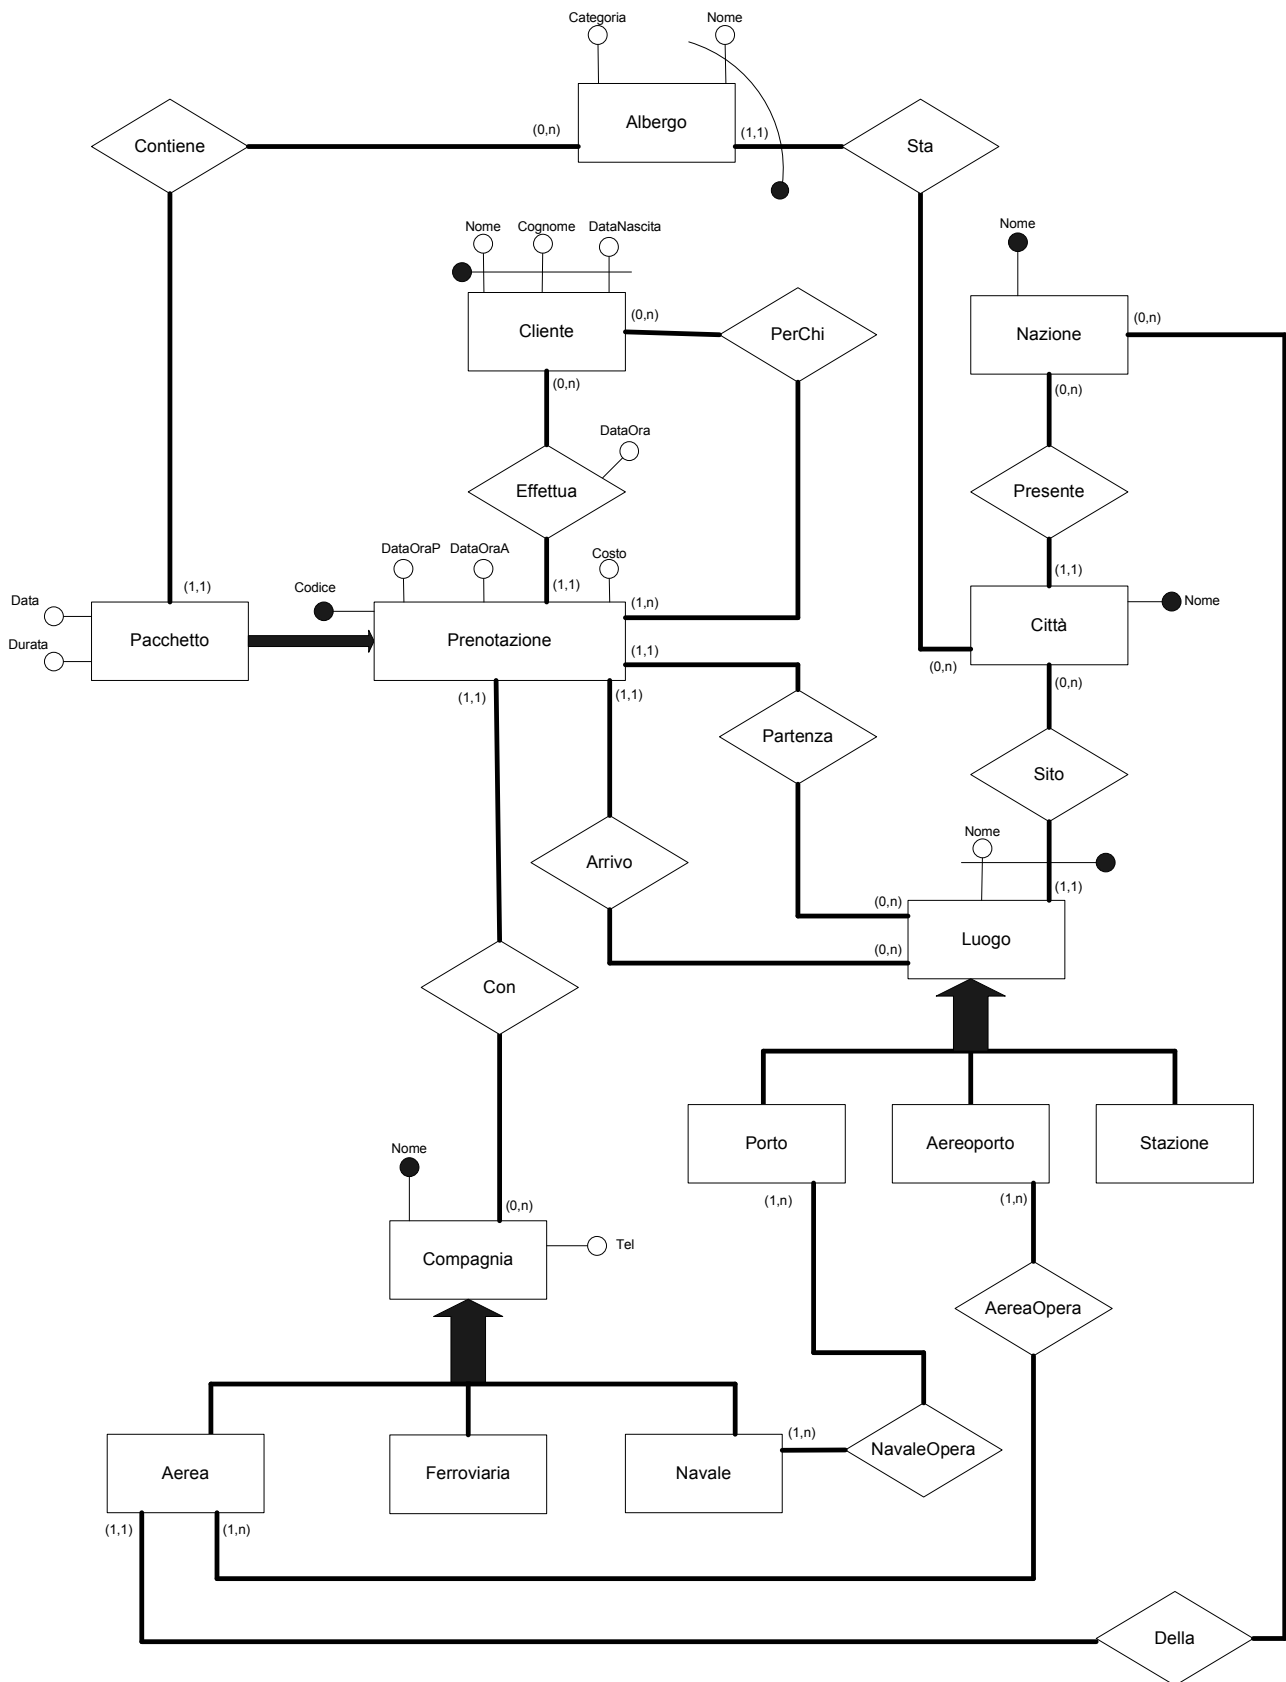 Categoria
Nome
Albergo
(0,n)
(1,1)
Contiene
Sta
Nome
Cognome
DataNascita
Nome
Cliente
(0,n)
PerChi
Nazione
(0,n)
(0,n)
(0,n)
DataOra
Effettua
Presente
DataOraP
DataOraA
Costo
(1,1)
(1,1)
(1,1)
Codice
(1,n)
Data
Durata
Pacchetto
Prenotazione
Città
Nome
(1,1)
(0,n)
(0,n)
(1,1)
(1,1)
Partenza
Sito
Nome
Arrivo
(1,1)
(0,n)
Luogo
(0,n)
Con
Porto
Aereoporto
Stazione
Nome
(1,n)
(1,n)
(0,n)
Compagnia
Tel
AereaOpera
(1,n)
NavaleOpera
Aerea
Ferroviaria
Navale
(1,1)
(1,n)
Della